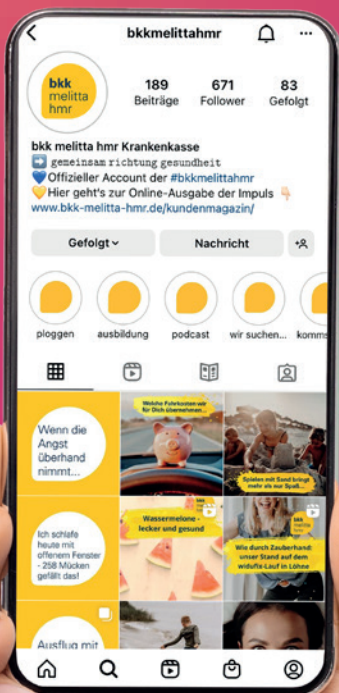 bkkmelittahmr
bkk
melitta
hmr
189
Beiträge
671
Follower
83
Gefolgt
bkk melitta hmr Krankenkasse
gemeinsam richtung gesundheit
Offizieller Account der #bkkmelittahmr
Hier geht's zur Online-Ausgabe der Impuls
www.bkk-melitta-hmr.de/kundenmagazin/
Gefolgt
Nachricht
ploggen
ausbildung
podcast
wir suchen...
komms
Wenn die
Angst
überhand
nimmt...
Welche Fahrkosten wir
für Dich übernehmen...
Spielen mit Sand bringt
mehr als nur Spaß...
Ich schlafe
heute mit
offenem Fenster
- 258 Mücken
gefällt das!
Wassermelone -
lecker und gesund
bkk
melitta
hmr
Wie durch Zauberhand:
unser Stand auf dem
widufix-Lauf in Löhne
Ausflug mit